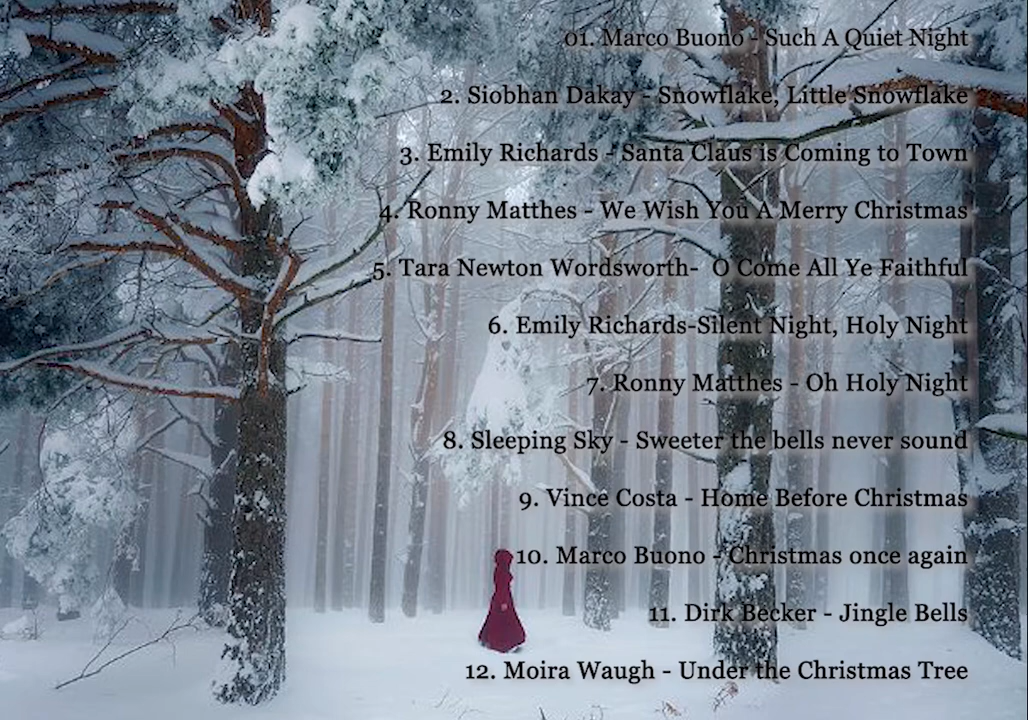 01. Marco Buono - Such A Quiet Night
2. Siobhan Dakay - Snowflake, Little Snowflake
3. Emily Richards - Santa Claus is Coming to Town
4. Ronny Matthes - We Wish You A Merry Christmas
5. Tara Newton Wordsworth-  O Come All Ye Faithful
6. Emily Richards-Silent Night, Holy Night
7. Ronny Matthes - Oh Holy Night
8. Sleeping Sky - Sweeter the bells never sound
9. Vince Costa - Home Before Christmas
10. Marco Buono - Christmas once again
11. Dirk Becker - Jingle Bells
12. Moira Waugh - Under the Christmas Tree